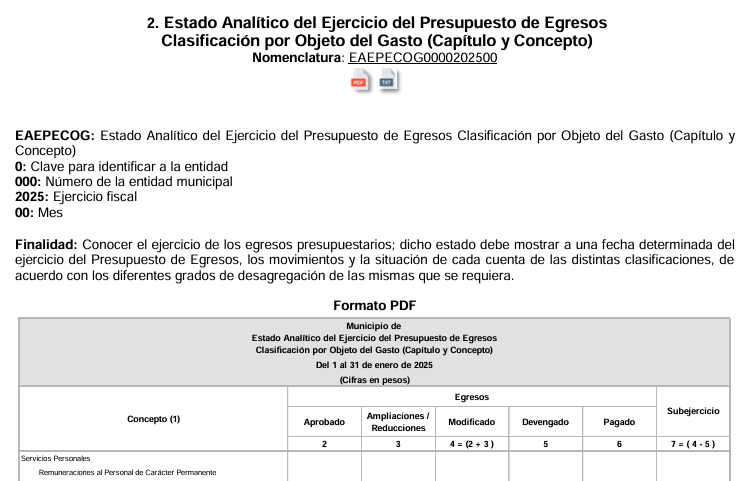 2. Estado Analítico del Ejercicio del Presupuesto de Egresos
Clasificación por Objeto del Gasto (Capítulo y Concepto)
Nomenclatura: EAEPECOG0000202500
PDF TXT
EAEPECOG: Estado Analítico del Ejercicio del Presupuesto de Egresos Clasificación por Objeto del Gasto (Capítulo y
Concepto)
0: Clave para identificar a la entidad
000: Número de la entidad municipal
2025: Ejercicio fiscal
00: Mes
Finalidad: Conocer el ejercicio de los egresos presupuestarios; dicho estado debe mostrar a una fecha determinada del
ejercicio del Presupuesto de Egresos, los movimientos y la situación de cada cuenta de las distintas clasificaciones, de
acuerdo con los diferentes grados de desagregación de las mismas que se requiera.
Formato PDF
Municipio de
Estado Analítico del Ejercicio del Presupuesto de Egresos
Clasificación por Objeto del Gasto (Capítulo y Concepto)
Del 1 al 31 de enero de 2025
(Cifras en pesos)
Concepto (1)
Egresos
Subejercicio
Aprobado
Ampliaciones /
Reducciones
Modificado
Devengado
Pagado
2
3
4 = (2 + 3 )
5
6
7 = ( 4 - 5 )
Servicios Personales
Remuneraciones al Personal de Carácter Permanente